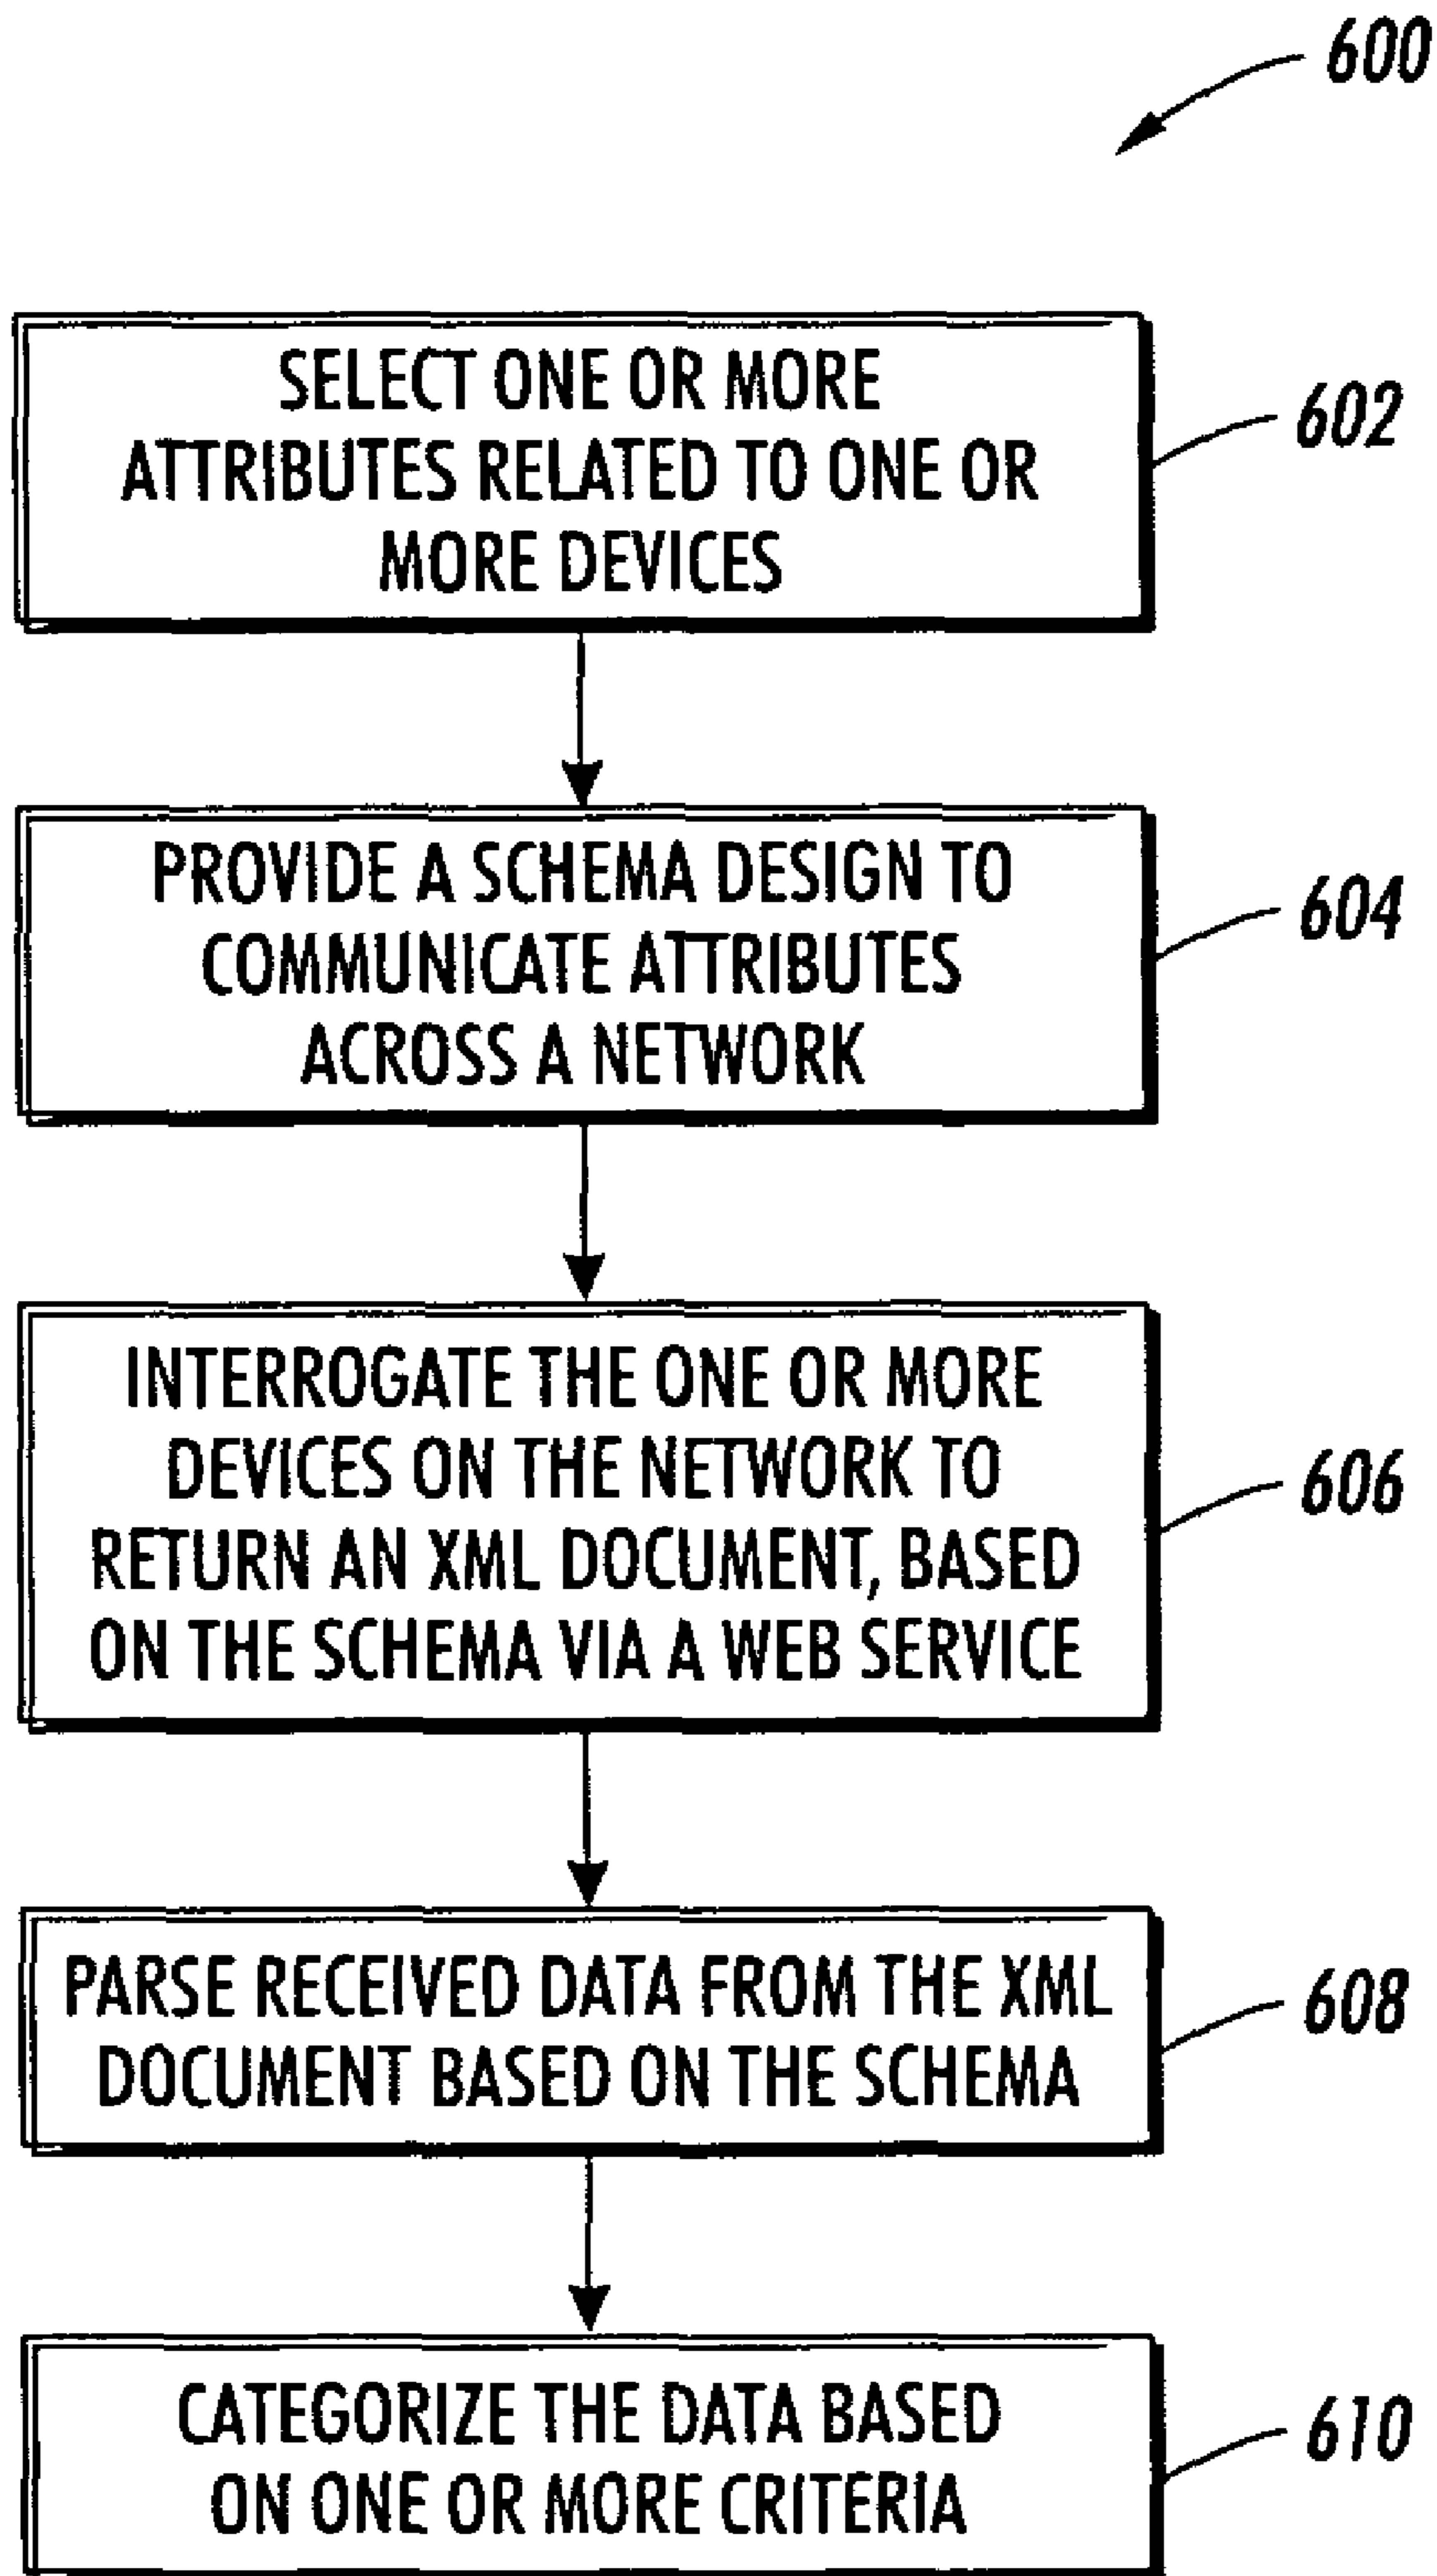 600
SELECT ONE OR MORE
ATTRIBUTES RELATED TO ONE OR
MORE DEVICES
602
PROVIDE A SCHEMA DESIGN TO
COMMUNICATE ATTRIBUTES
ACROSS A NETWORK
604
INTERROGATE THE ONE OR MORE
DEVICES ON THE NETWORK TO
RETURN AN XML DOCUMENT, BASED
ON THE SCHEMA VIA A WEB SERVICE
606
PARSE RECEIVED DATA FROM THE XML
DOCUMENT BASED ON THE SCHEMA
608
CATEGORIZE THE DATA BASED
ON ONE OR MORE CRITERIA
610